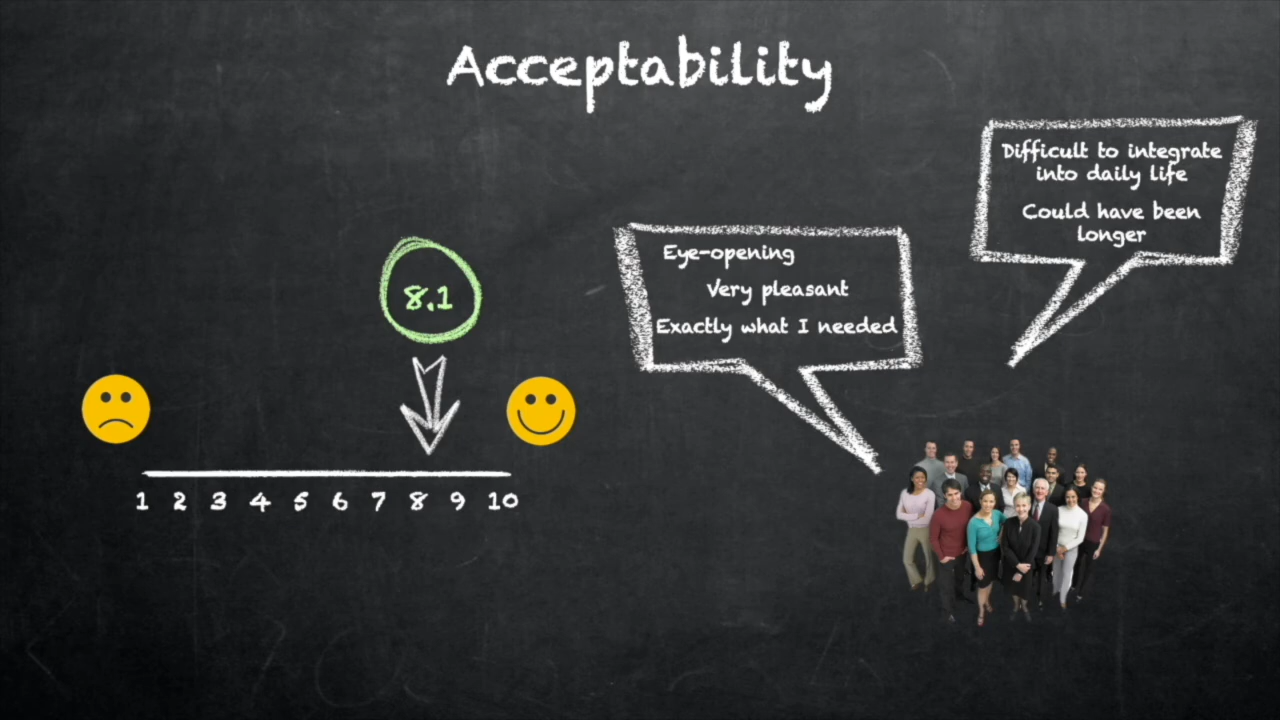 Acceptability
8.1
1 2 3 4 5 6 7 8 9 10
Eye-opening
Very pleasant
Exactly what I needed
Difficult to integrate
into daily life
Could have been
longer